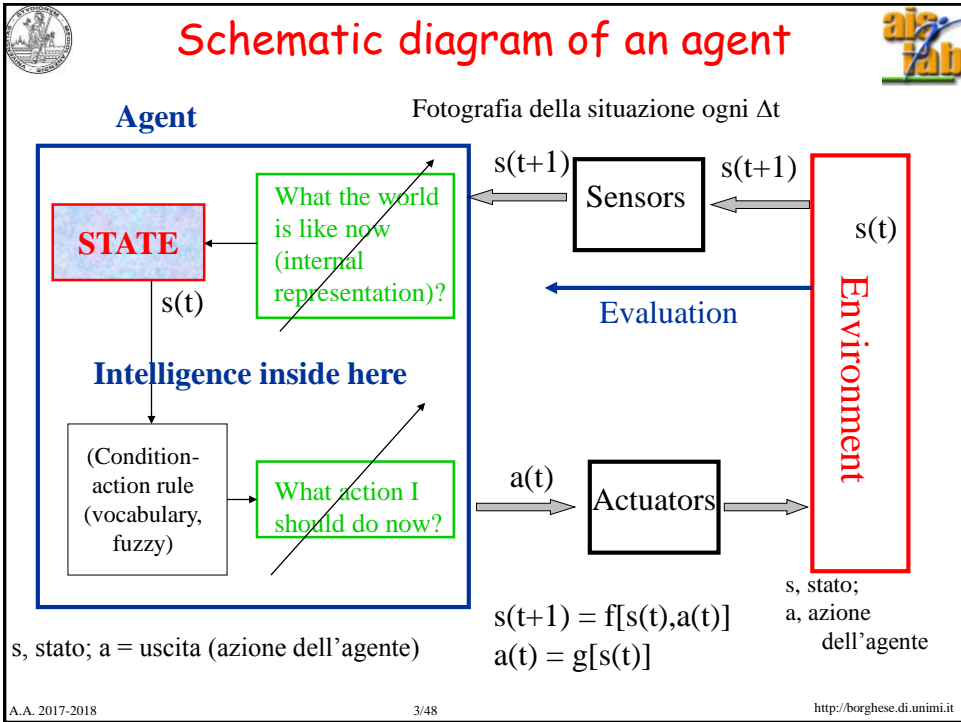 Schematic diagram of an agent
ais
lab
Agent
Fotografia della situazione ogni Δt
What the world
is like now
(internal
representation)?
STATE
s(t)
Intelligence inside here
(Condition-
action rule
(vocabulary,
fuzzy)
What action I
should do now?
s(t+1)
Sensors
s(t+1)
s(t)
Evaluation
Environment
a(t)
Actuators
s(t+1) = f[s(t),a(t)]
a(t) = g[s(t)]
s, stato;
a, azione
dell’agente
s, stato; a = uscita (azione dell’agente)
A.A. 2017-2018
3/48
http://borghese.di.unimi.it